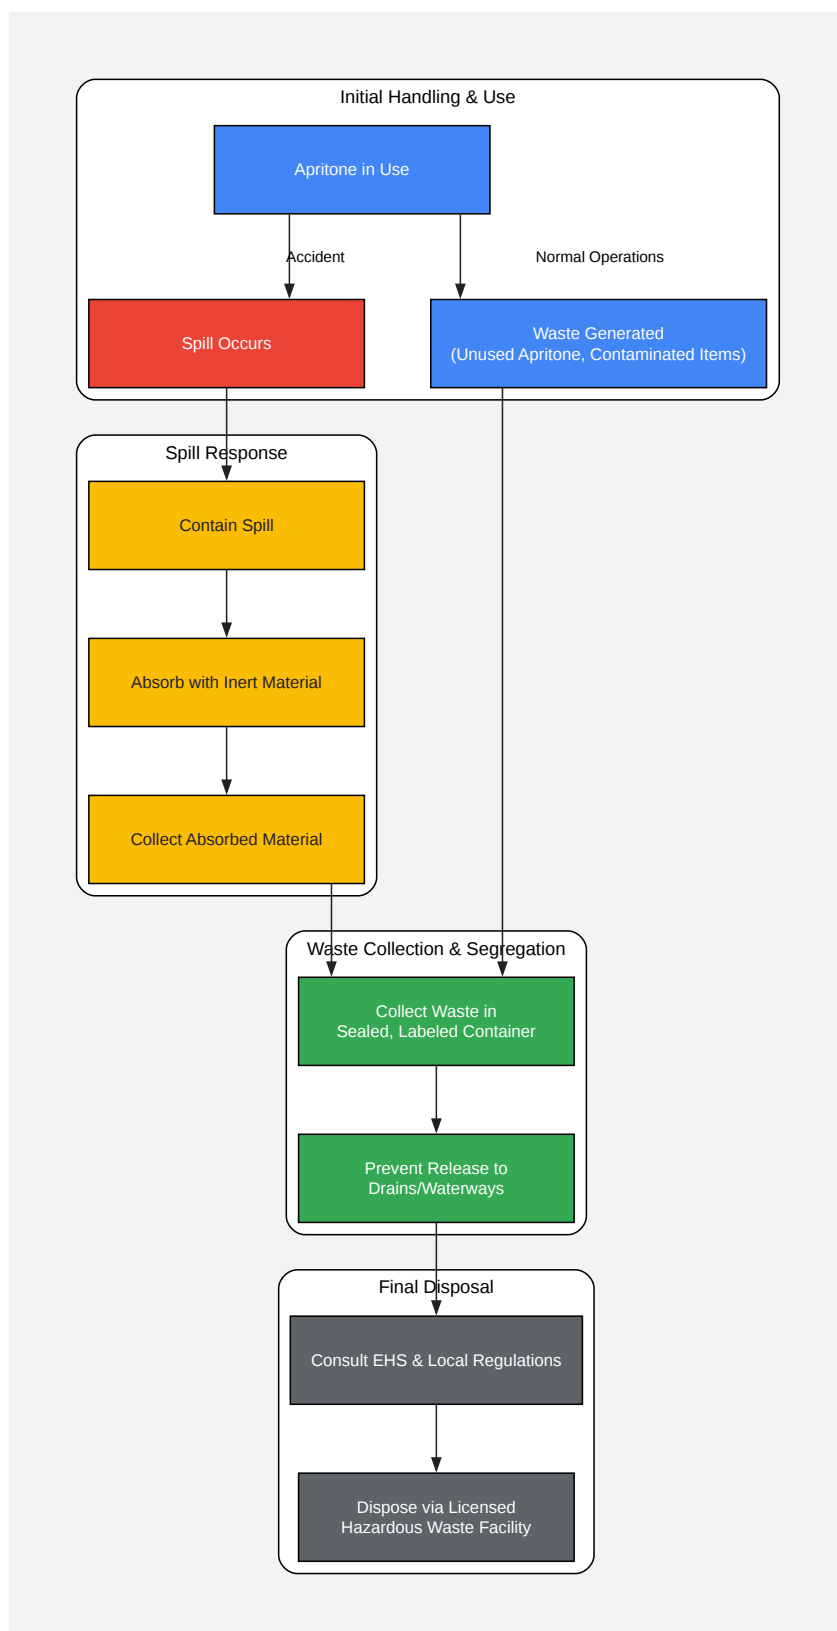 Initial Handling & Use
Apritone in Use
Accident
Normal Operations
Spill Occurs
Waste Generated
(Unused Apritone, Contaminated Items)
Spill Response
Contain Spill
Absorb with Inert Material
Collect Absorbed Material
Waste Collection & Segregation
Collect Waste in
Sealed, Labeled Container
Prevent Release to
Drains/Waterways
Final Disposal
Consult EHS & Local Regulations
Dispose via Licensed
Hazardous Waste Facility